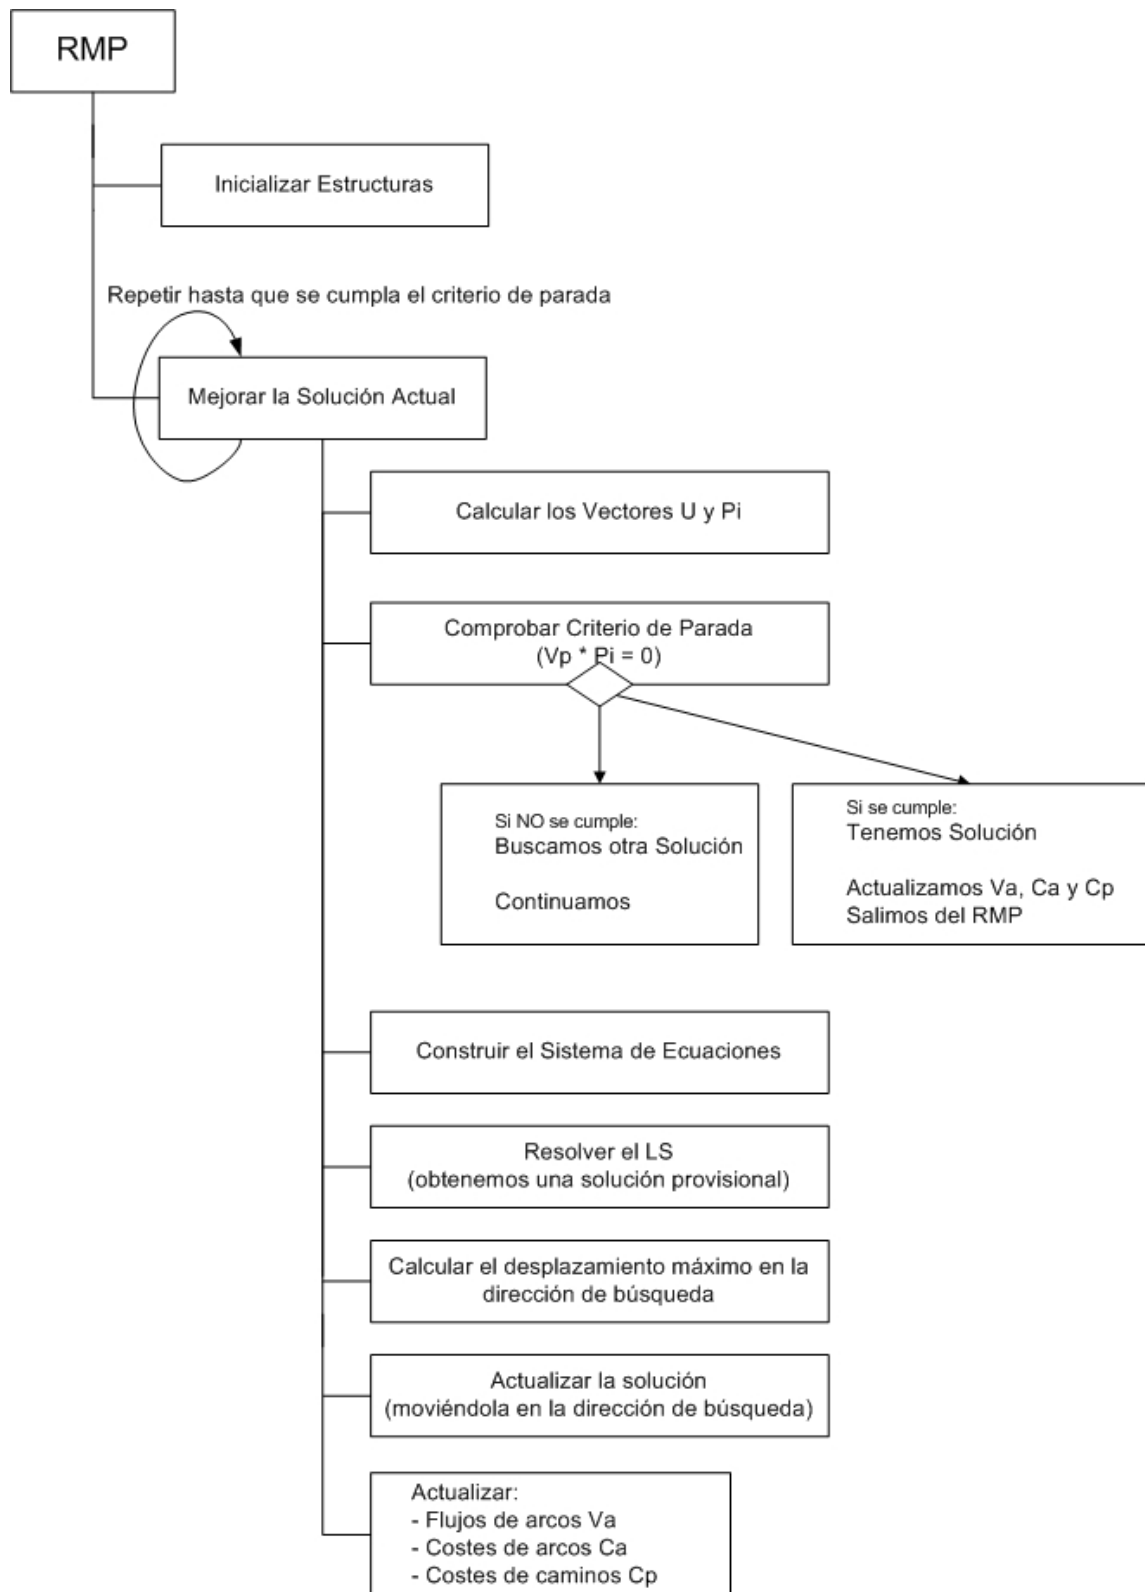 RMP
Inicializar Estructuras
Repetir hasta que se cumpla el criterio de parada
Mejorar la Solución Actual
Calcular los Vectores U y Pi
Comprobar Criterio de Parada
(Vp * Pi = 0)
Si NO se cumple:
Buscamos otra Solución
Continuamos
Si se cumple:
Tenemos Solución
Actualizamos Va, Ca y Cp
Salimos del RMP
Construir el Sistema de Ecuaciones
Resolver el LS
(obtenemos una solución provisional)
Calcular el desplazamiento máximo en la
dirección de búsqueda
Actualizar la solución
(moviéndola en la dirección de búsqueda)
Actualizar:
- Flujos de arcos Va
- Costes de arcos Ca
- Costes de caminos Cp